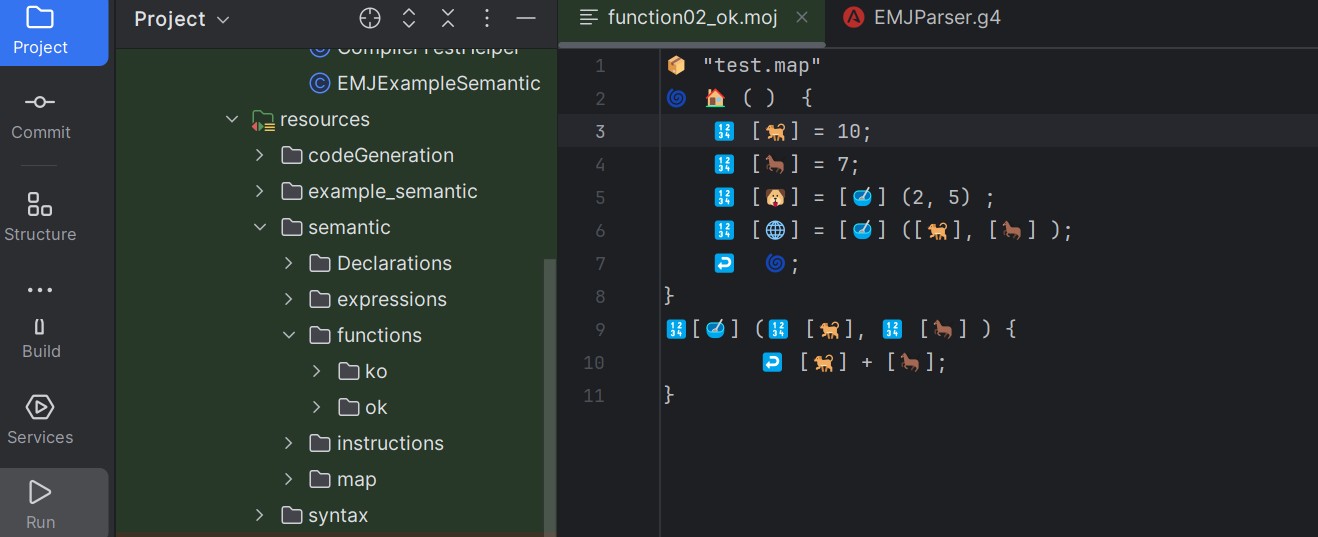 Project
Commit
Structure
Build
Services
Run
Project
CompilerTestHelper
EMJExampleSemantic
resources
codeGeneration
example_semantic
semantic
Declarations
expressions
functions
ko
ok
instructions
map
syntax
function02_ok.moj
EMJParser.g4
1 📦 "test.map"
2 🌀 🏠 ( ) {
3 🔢 [🐈] = 10;
4 🔢 [🐎] = 7;
5 🔢 [🐶] = [🥣] (2, 5) ;
6 🔢 [🌐] = [🥣] ([🐈], [🐎] );
7 ↩️ 🌀;
8 }
9 🔢[🥣] (🔢 [🐈], 🔢 [🐎] ) {
10 ↩️ [🐈] + [🐎];
11 }